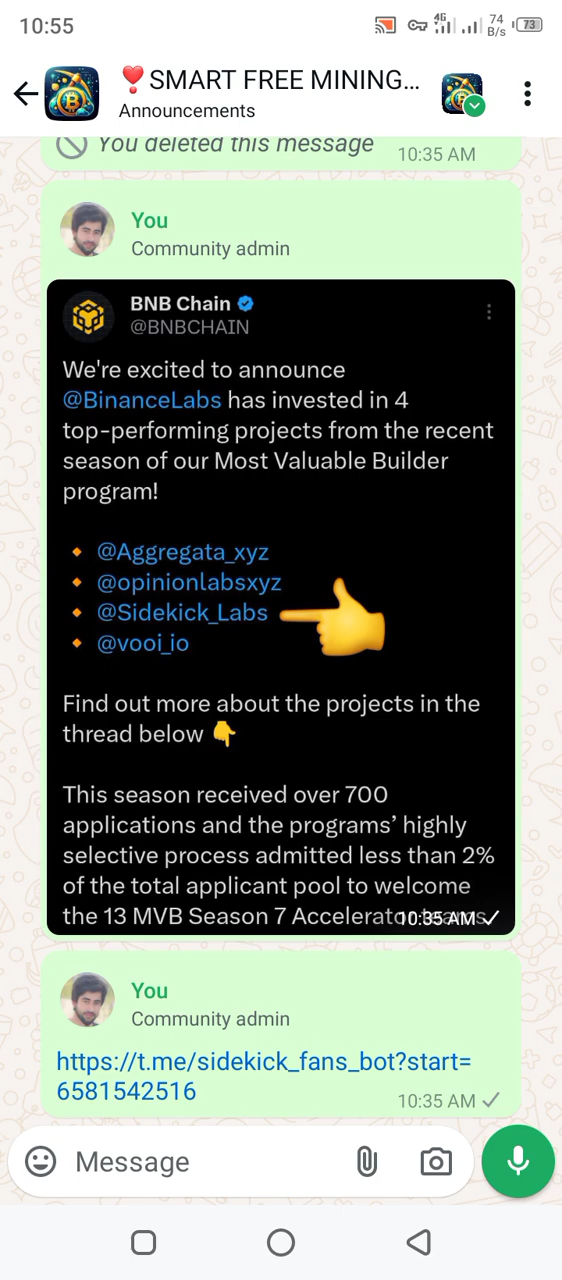 10:55
4G
74
B/s
73
❣️SMART FREE MINING...
Announcements
You deleted this message
10:35 AM
You
Community admin
BNB Chain
@BNBCHAIN
We're excited to announce
@BinanceLabs has invested in 4
top-performing projects from the recent
season of our Most Valuable Builder
program!
🔸 @Aggregata_xyz
🔸 @opinionlabsxyz
🔸 @Sidekick_Labs
🔸 @vooi_io
Find out more about the projects in the
thread below 👇
This season received over 700
applications and the programs’ highly
selective process admitted less than 2%
of the total applicant pool to welcome
the 13 MVB Season 7 Accelerator teams
10:35 AM
You
Community admin
https://t.me/sidekick_fans_bot?start=
6581542516
10:35 AM
Message